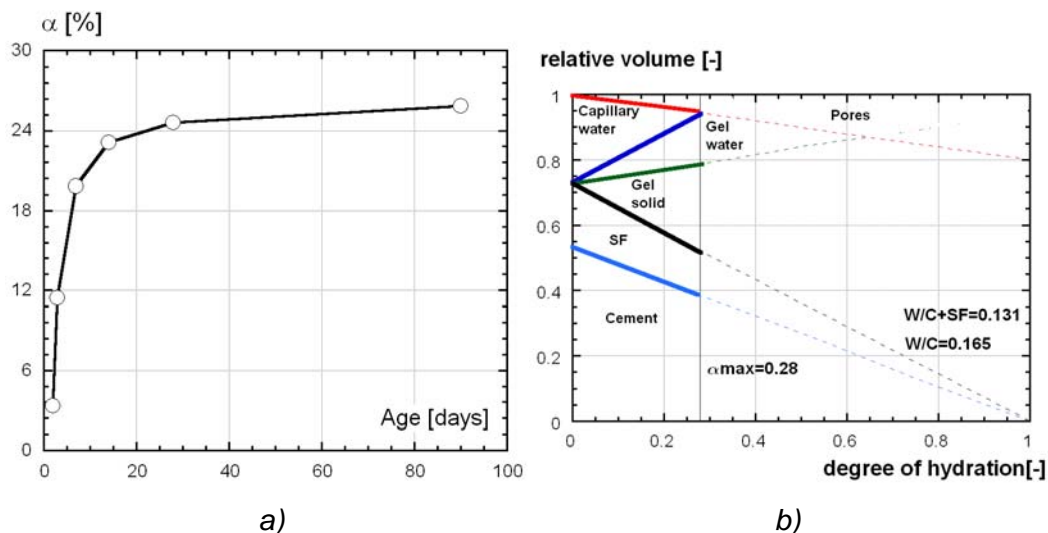 α [%]
30
24
18
12
6
0
0 20 40 60 80 100
Age [days]
a)
relative volume [-]
1
0.8
0.6
0.4
0.2
0
0 0.2 0.4 0.6 0.8 1
Capillary
water
Gel
water
Pores
Gel
solid
SF
Cement
W/C+SF=0.131
W/C=0.165
αmax=0.28
degree of hydration[-]
b)